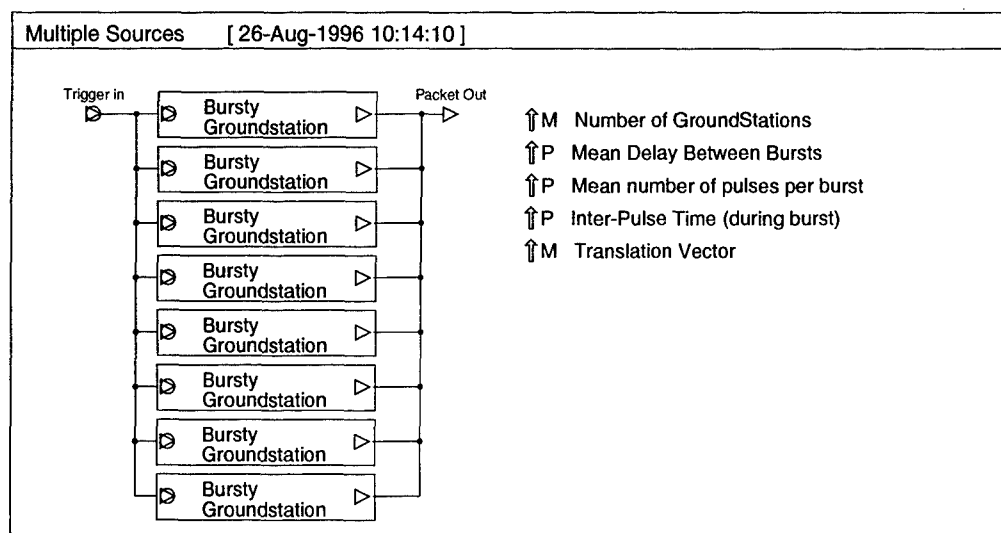 Multiple Sources [ 26-Aug-1996 10:14:10 ]
Trigger in
Packet Out
Bursty
Groundstation
Bursty
Groundstation
Bursty
Groundstation
Bursty
Groundstation
Bursty
Groundstation
Bursty
Groundstation
Bursty
Groundstation
Bursty
Groundstation
⇑M Number of GroundStations
⇑P Mean Delay Between Bursts
⇑P Mean number of pulses per burst
⇑P Inter-Pulse Time (during burst)
⇑M Translation Vector